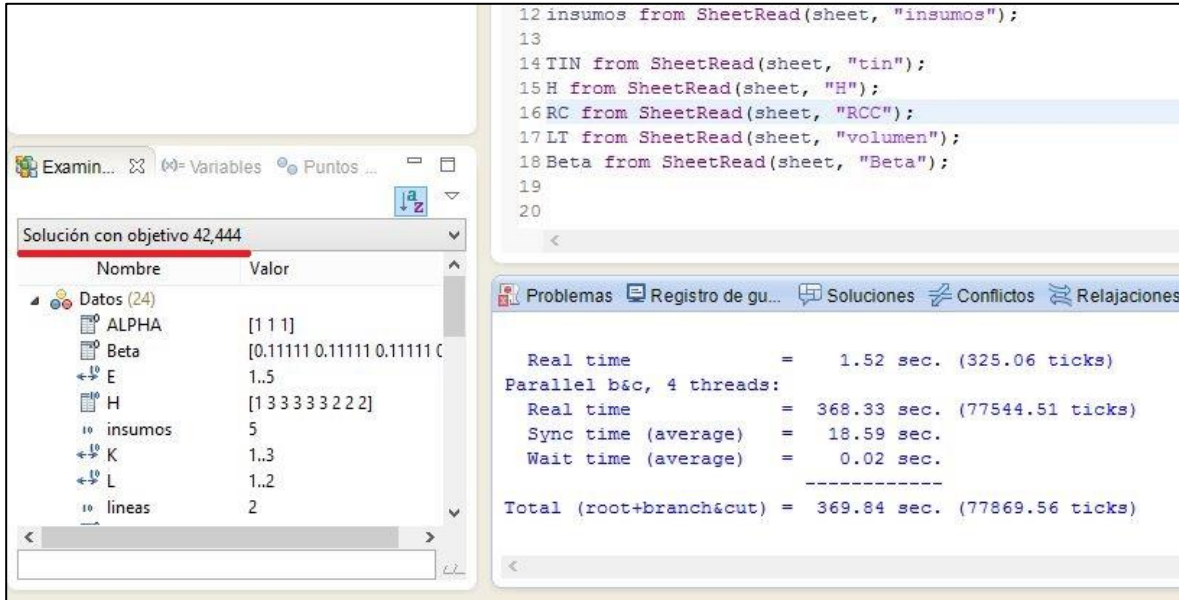 12 insumos from SheetRead(sheet, "insumos");
13
14 TIN from SheetRead(sheet, "tin");
15 H from SheetRead(sheet, "H");
16 RC from SheetRead(sheet, "RCC");
17 LT from SheetRead(sheet, "volumen");
18 Beta from SheetRead(sheet, "Beta");
19
20
Examin... (x)= Variables Puntos ...
Solución con objetivo 42,444
Nombre Valor
Datos (24)
ALPHA [1 1 1]
Beta [0.11111 0.11111 0.11111 0
E 1..5
H [1 3 3 3 3 3 2 2 2]
10 insumos 5
K 1..3
L 1..2
10 lineas 2
Problemas Registro de gu... Soluciones Conflictos Relajaciones
Real time = 1.52 sec. (325.06 ticks)
Parallel b&c, 4 threads:
Real time = 368.33 sec. (77544.51 ticks)
Sync time (average) = 18.59 sec.
Wait time (average) = 0.02 sec.
------------
Total (root+branch&cut) = 369.84 sec. (77869.56 ticks)